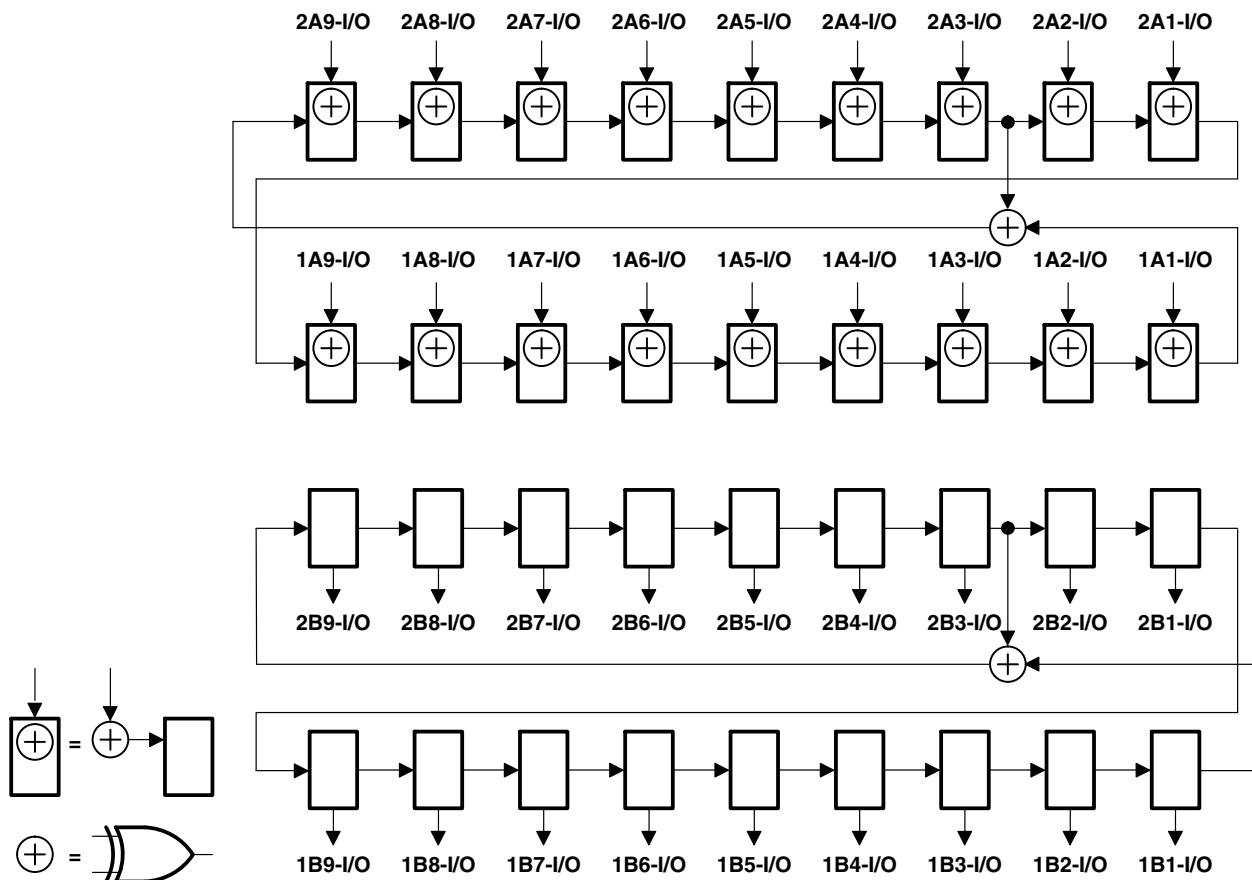 2A9-I/O 2A8-I/O 2A7-I/O 2A6-I/O 2A5-I/O 2A4-I/O 2A3-I/O 2A2-I/O 2A1-I/O
1A9-I/O 1A8-I/O 1A7-I/O 1A6-I/O 1A5-I/O 1A4-I/O 1A3-I/O 1A2-I/O 1A1-I/O
2B9-I/O 2B8-I/O 2B7-I/O 2B6-I/O 2B5-I/O 2B4-I/O 2B3-I/O 2B2-I/O 2B1-I/O
=
=
1B9-I/O 1B8-I/O 1B7-I/O 1B6-I/O 1B5-I/O 1B4-I/O 1B3-I/O 1B2-I/O 1B1-I/O